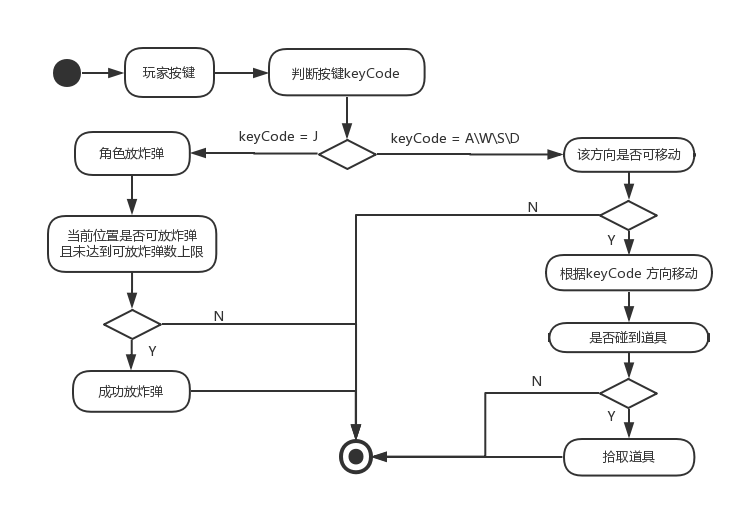 玩家按键
判断按键keyCode
keyCode = J
keyCode = A\W\S\D
角色放炸弹
该方向是否可移动
N
当前位置是否可放炸弹
且未达到可放炸弹数上限
Y
根据keyCode 方向移动
N
是否碰到道具
Y
成功放炸弹
N
Y
拾取道具